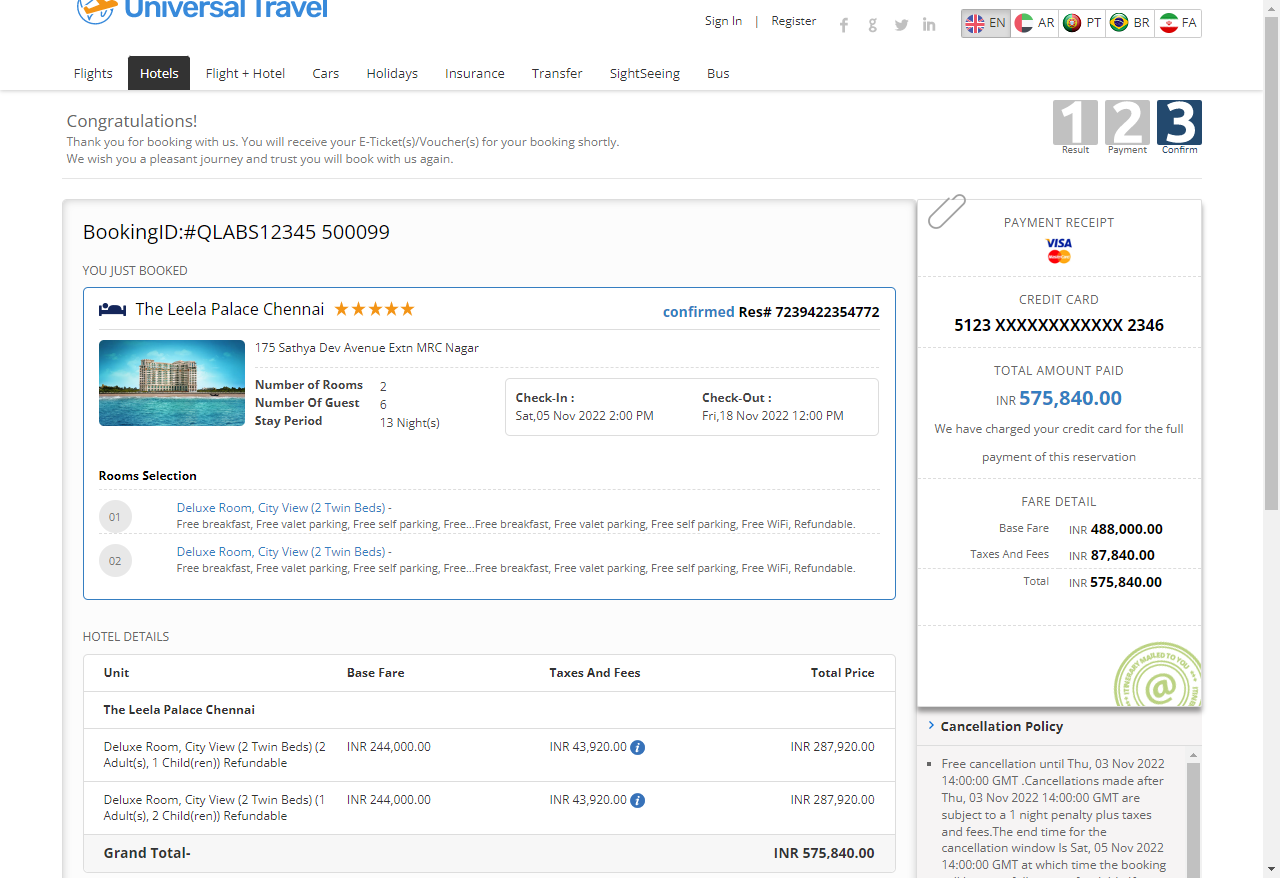 Universal Travel
Sign In | Register
EN AR PT BR FA
Flights Hotels Flight + Hotel Cars Holidays Insurance Transfer SightSeeing Bus
Congratulations!
Thank you for booking with us. You will receive your E-Ticket(s)/Voucher(s) for your booking shortly.
We wish you a pleasant journey and trust you will book with us again.
1 2 3
Result Payment Confirm
BookingID:#QLABS12345 500099
YOU JUST BOOKED
The Leela Palace Chennai
confirmed Res# 7239422354772
175 Sathya Dev Avenue Extn MRC Nagar
Number of Rooms 2
Number Of Guest 6
Stay Period 13 Night(s)
Check-In :
Sat,05 Nov 2022 2:00 PM
Check-Out :
Fri,18 Nov 2022 12:00 PM
Rooms Selection
01
Deluxe Room, City View (2 Twin Beds) -
Free breakfast, Free valet parking, Free self parking, Free...Free breakfast, Free valet parking, Free self parking, Free WiFi, Refundable.
02
Deluxe Room, City View (2 Twin Beds) -
Free breakfast, Free valet parking, Free self parking, Free...Free breakfast, Free valet parking, Free self parking, Free WiFi, Refundable.
HOTEL DETAILS
Unit Base Fare Taxes And Fees Total Price
The Leela Palace Chennai
Deluxe Room, City View (2 Twin Beds) (2 INR 244,000.00 INR 43,920.00 i INR 287,920.00
Adult(s), 1 Child(ren)) Refundable
Deluxe Room, City View (2 Twin Beds) (1 INR 244,000.00 INR 43,920.00 i INR 287,920.00
Adult(s), 2 Child(ren)) Refundable
Grand Total- INR 575,840.00
PAYMENT RECEIPT
VISA
MasterCard
CREDIT CARD
5123 XXXXXXXXXXXX 2346
TOTAL AMOUNT PAID
INR 575,840.00
We have charged your credit card for the full
payment of this reservation
FARE DETAIL
Base Fare INR 488,000.00
Taxes And Fees INR 87,840.00
Total INR 575,840.00
ITINERARY MAILED TO YOU
@
Cancellation Policy
Free cancellation until Thu, 03 Nov 2022
14:00:00 GMT .Cancellations made after
Thu, 03 Nov 2022 14:00:00 GMT are
subject to a 1 night penalty plus taxes
and fees.The end time for the
cancellation window Is Sat, 05 Nov 2022
14:00:00 GMT at which time the booking